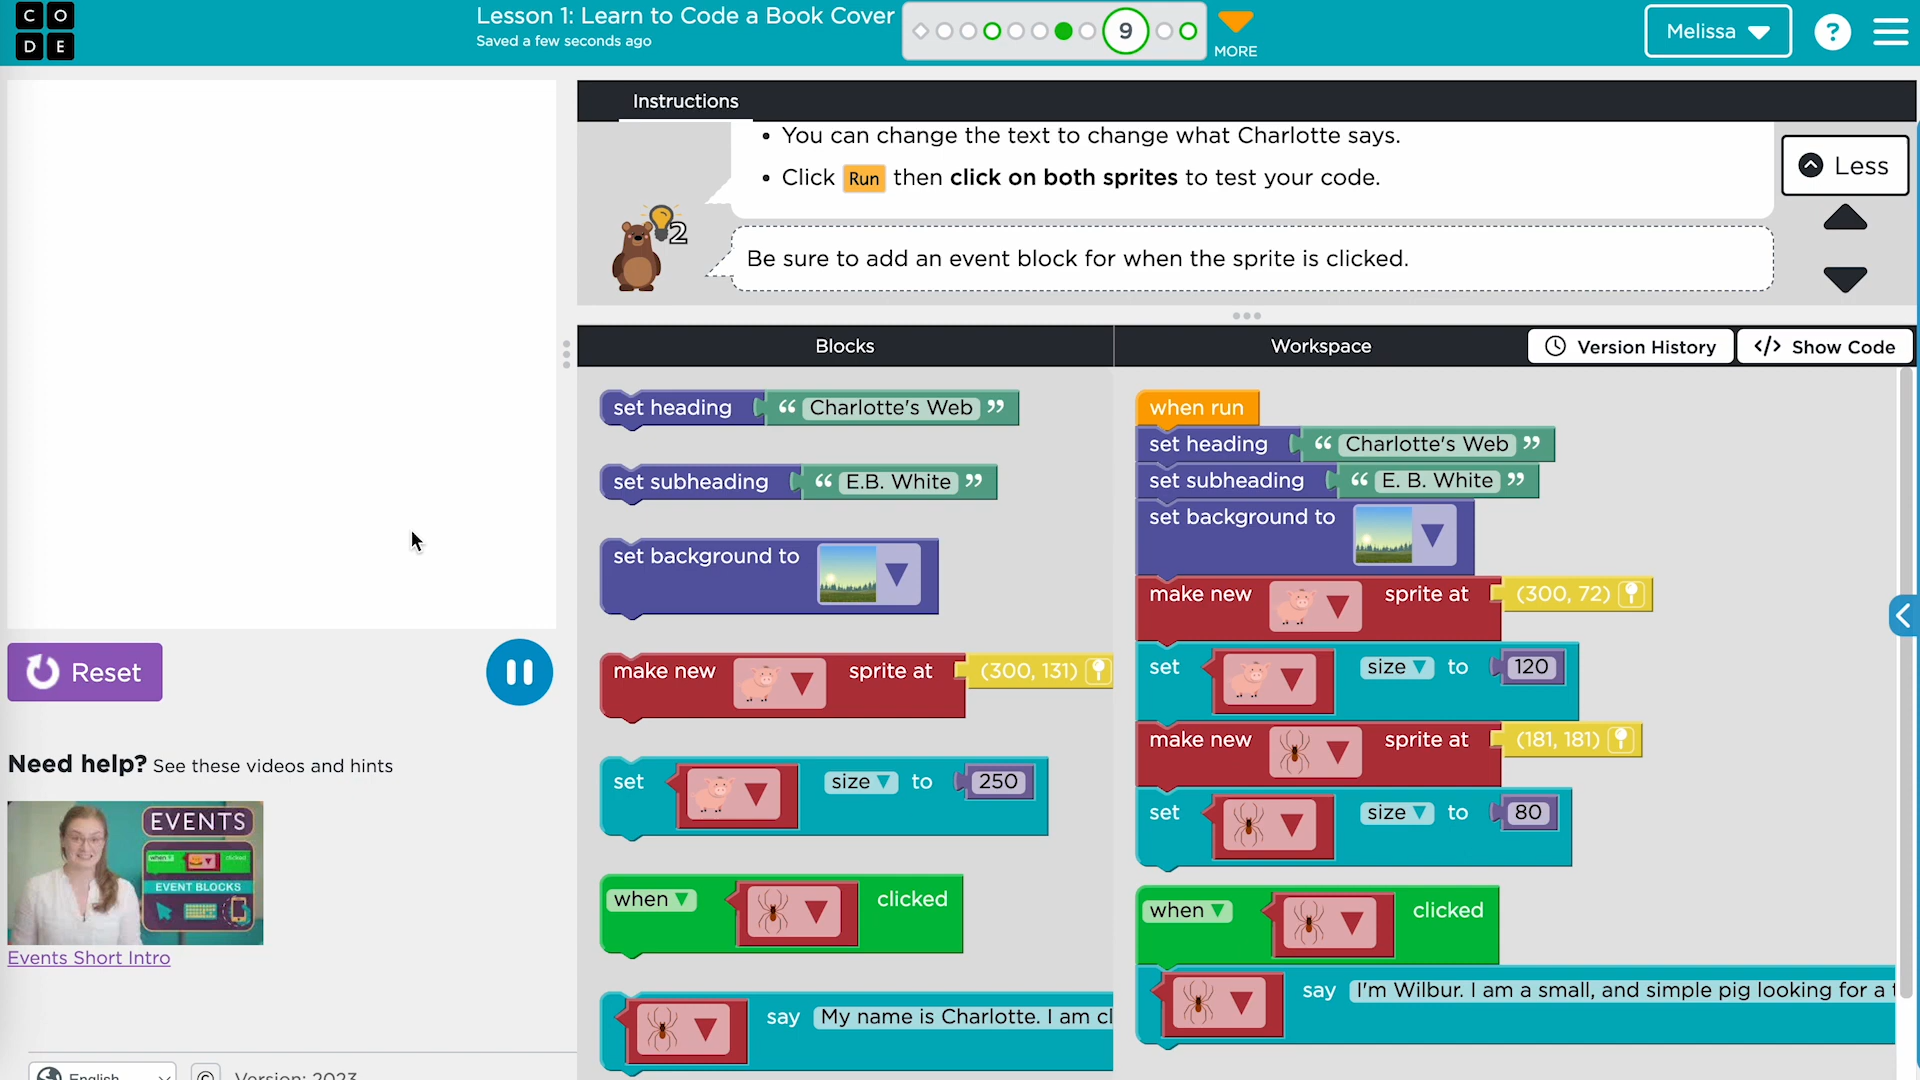 C O
D E
Lesson 1: Learn to Code a Book Cover
Saved a few seconds ago
9
MORE
Melissa
?
Instructions
You can change the text to change what Charlotte says.
Click Run then click on both sprites to test your code.
Less
2
Be sure to add an event block for when the sprite is clicked.
Blocks
Workspace
Version History
</> Show Code
set heading “ Charlotte's Web ”
set subheading “ E.B. White ”
set background to
make new sprite at (300, 131)
set size to 250
when clicked
say My name is Charlotte. I am cl
when run
set heading “ Charlotte's Web ”
set subheading “ E. B. White ”
set background to
make new sprite at (300, 72)
set size to 120
make new sprite at (181, 181)
set size to 80
when clicked
say I'm Wilbur. I am a small, and simple pig looking for a
Reset
Need help? See these videos and hints
EVENTS
when clicked
EVENT BLOCKS
Events Short Intro
English
© Version: 2023